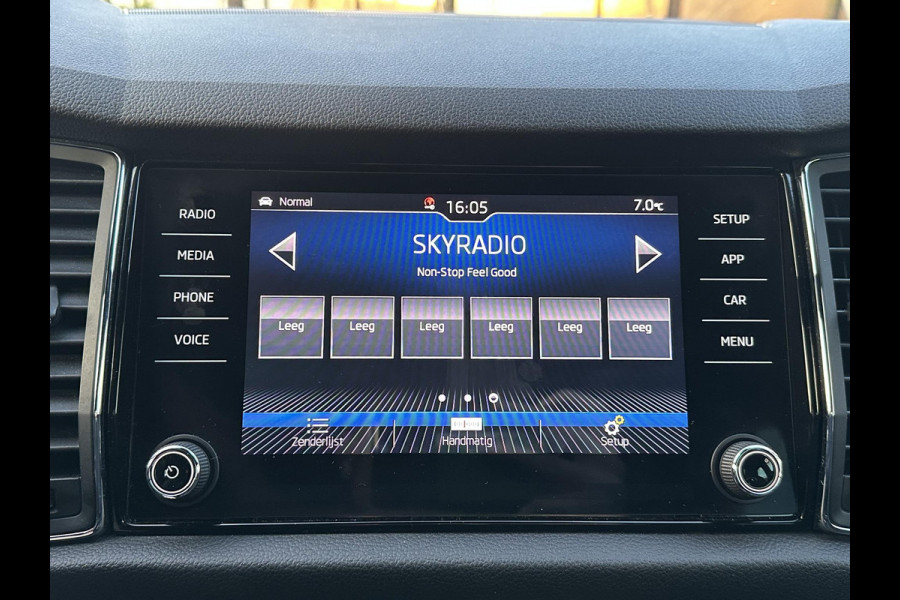 Normal
16:05
7.0°C
RADIO
MEDIA
PHONE
VOICE
SKYRADIO
Non-Stop Feel Good
Leeg Leeg Leeg Leeg Leeg Leeg
Zenderlijst Handmatig Setup
SETUP
APP
CAR
MENU